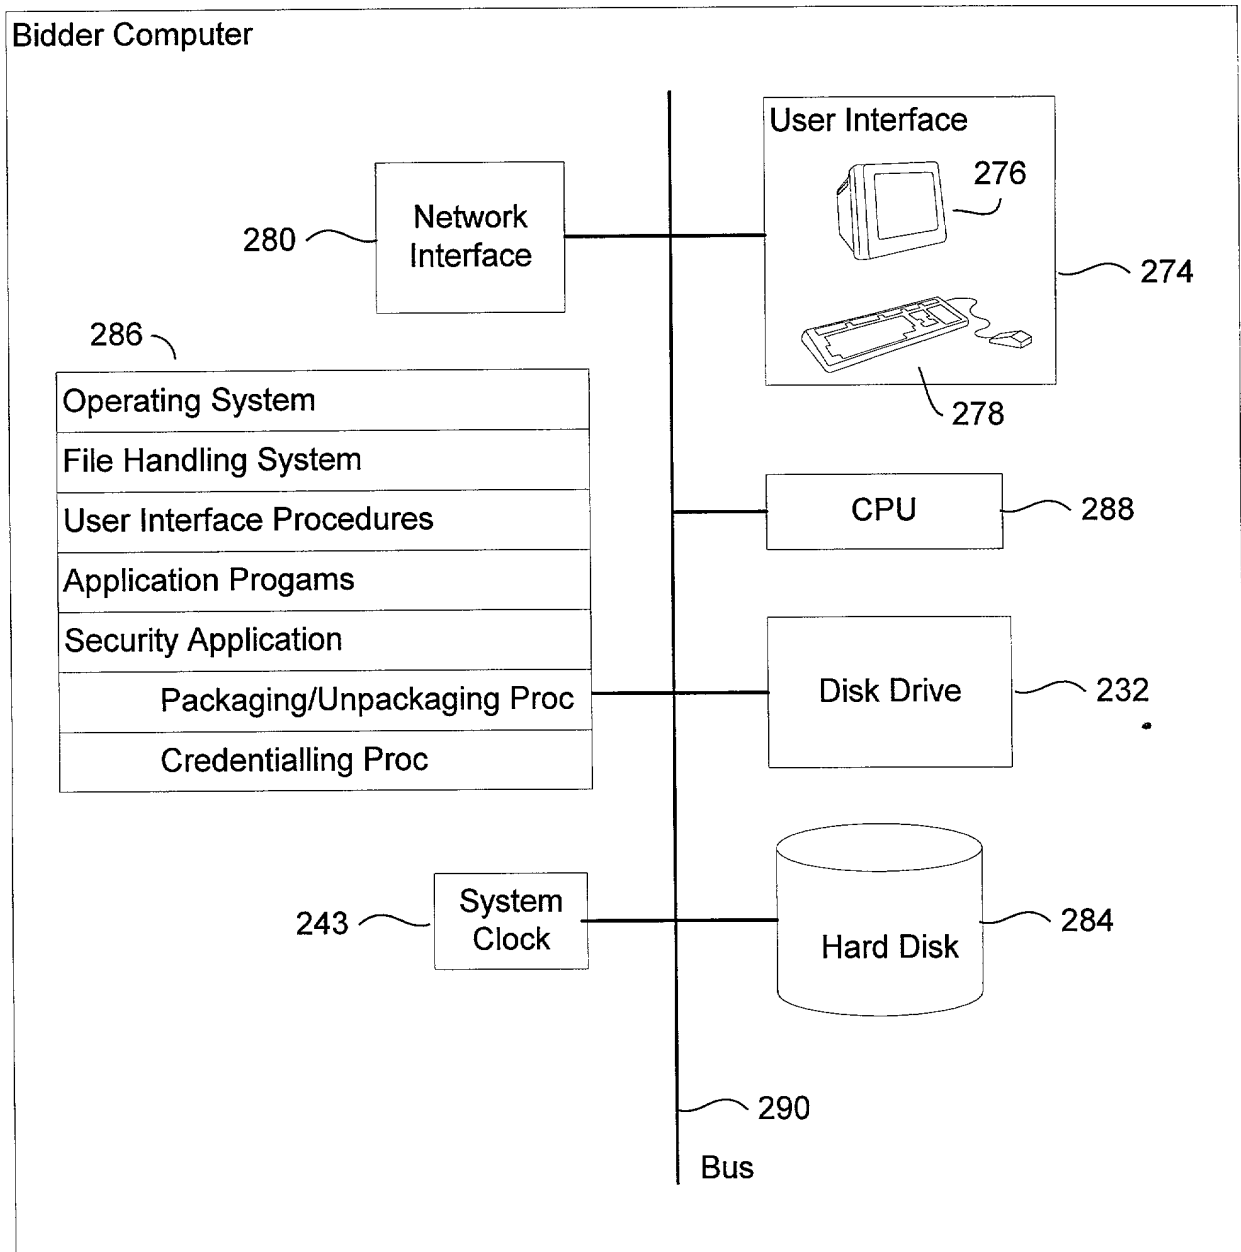 Bidder Computer
User Interface
276
Network
Interface
280
274
286
278
Operating System
File Handling System
User Interface Procedures
Application Progams
Security Application
Packaging/Unpackaging Proc
Credentialling Proc
CPU
288
Disk Drive
232
System
Clock
243
Hard Disk
284
290
Bus